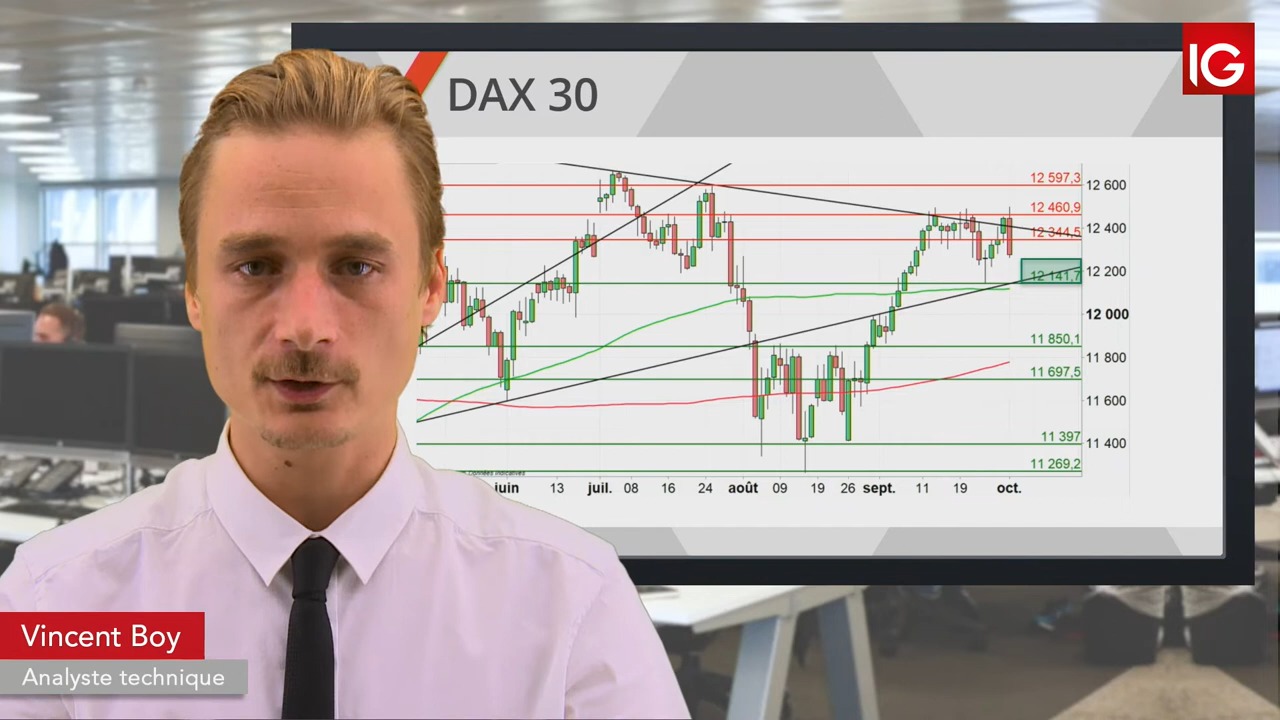 IG
DAX 30
12 597,3
12 600
12 460,9
12 400
12 344,5
12 200
12 141,7
12 000
11 850,1
11 800
11 697,5
11 600
11 397
11 400
11 269,2
Données indicatives
juin 13 juil. 08 16 24 août 09 19 26 sept. 11 19 oct.
Vincent Boy
Analyste technique